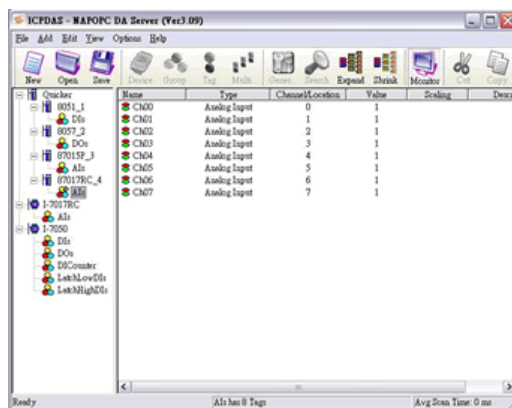 ICPDAS - NAPOPC DA Server (Ver3.09)
File Add Edit View Options Help
New Open Save Device Group Tag Multi... Gener... Search Expand Shrink Monitor Cut Copy
Name Type Channel/Location Value Scaling Descr
Quicker
8051_1
DIs
8057_2
DOs
87015P_3
AIs
87017RC_4
AIs
I-7017RC
AIs
I-7050
DIs
DOs
DICounter
LatchLowDIs
LatchHighDIs
Ch00 Analog Input 0 1
Ch01 Analog Input 1 1
Ch02 Analog Input 2 1
Ch03 Analog Input 3 1
Ch04 Analog Input 4 1
Ch05 Analog Input 5 1
Ch06 Analog Input 6 1
Ch07 Analog Input 7 1
Ready AIs has 8 Tags Avg Scan Time: 0 ms